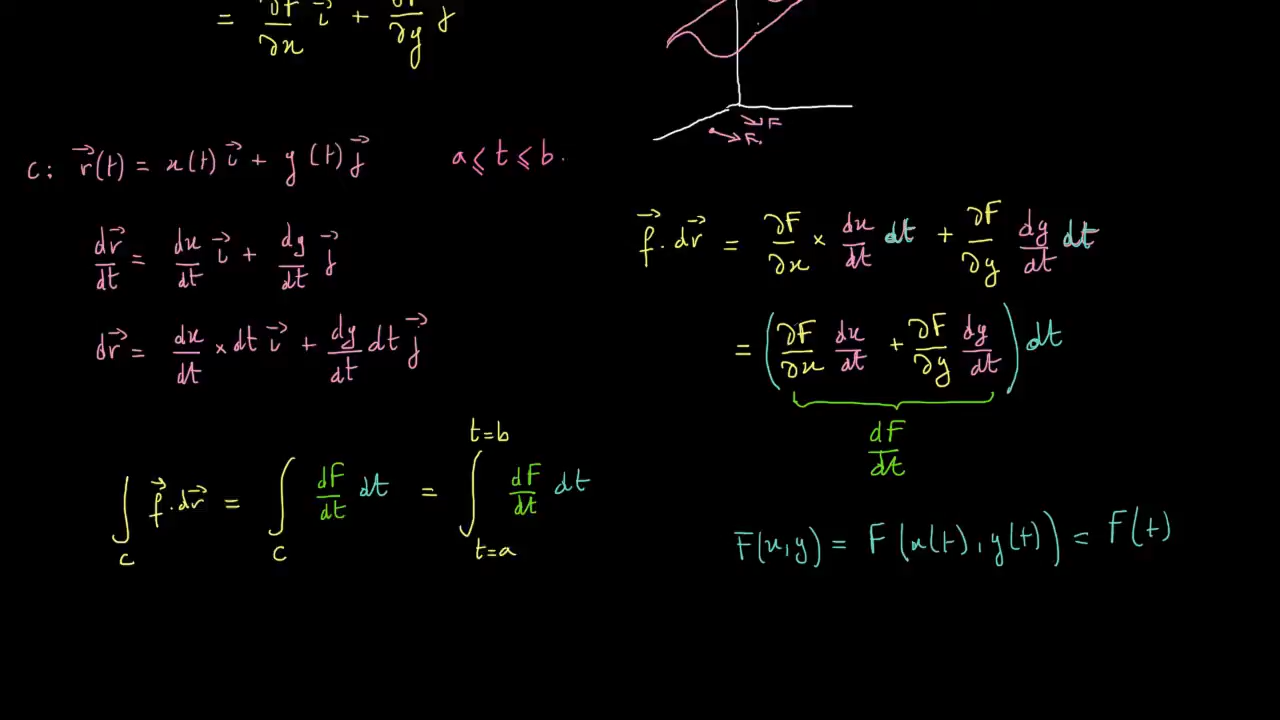 = ∂F/∂x i⃗ + ∂F/∂y j
F
F.
C: r⃗(t) = x(t) i⃗ + y(t) j⃗ a ⩽ t ⩽ b.
dr⃗/dt = dx/dt i⃗ + dy/dt j⃗
dr⃗ = dx/dt × dt i⃗ + dy/dt dt j⃗
f⃗ . dr⃗ = ∂F/∂x × dx/dt dt + ∂F/∂y dy/dt dt
= (∂F/∂x dx/dt + ∂F/∂y dy/dt) dt
dF/dt
∫_C f⃗ . dr⃗ = ∫_C dF/dt dt = ∫_{t=a}^{t=b} dF/dt dt
F(x,y) = F(x(t), y(t)) = F(t)